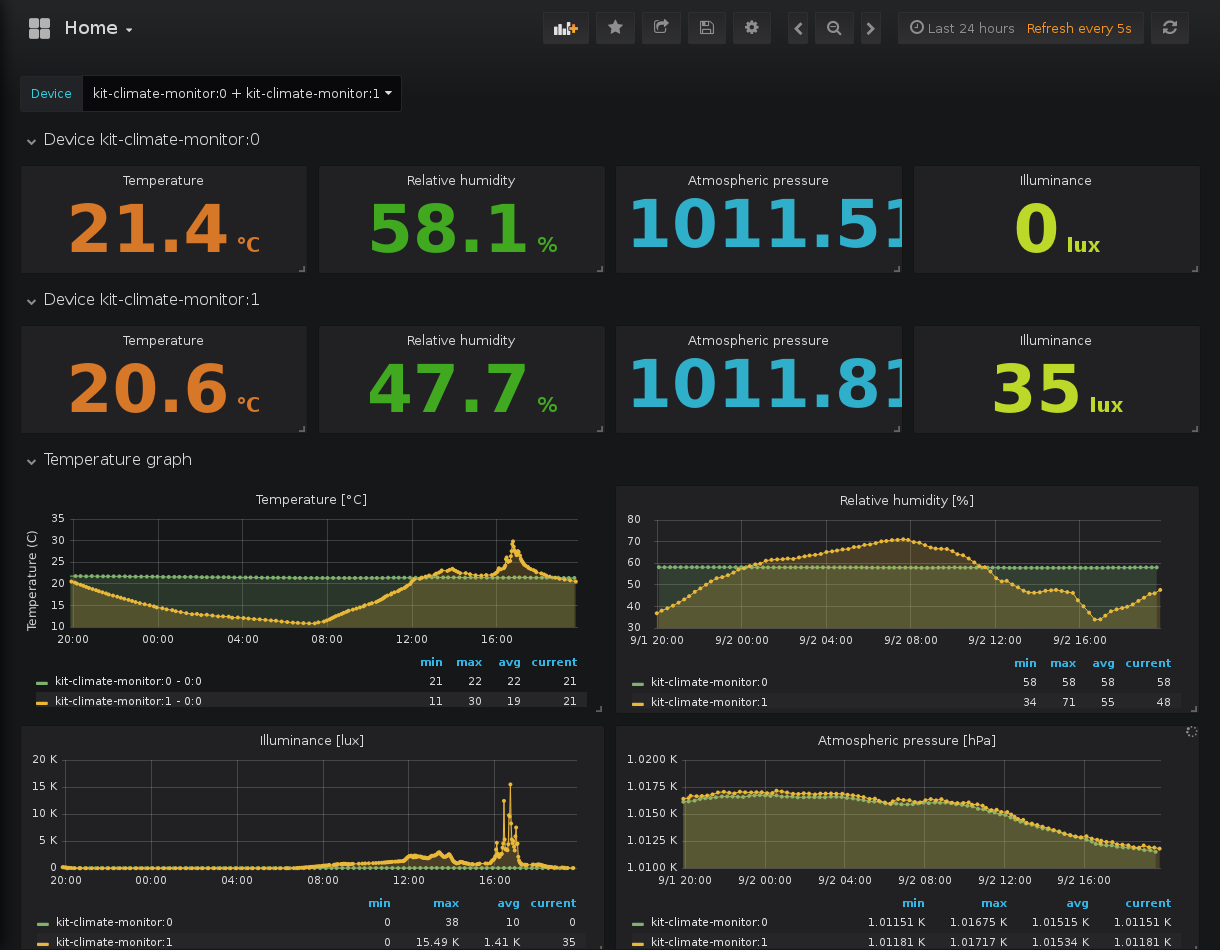 Home
Last 24 hours Refresh every 5s
Device kit-climate-monitor:0 + kit-climate-monitor:1
Device kit-climate-monitor:0
Temperature Relative humidity Atmospheric pressure Illuminance
21.4 °C 58.1 % 1011.51 0 lux
Device kit-climate-monitor:1
Temperature Relative humidity Atmospheric pressure Illuminance
20.6 °C 47.7 % 1011.81 35 lux
Temperature graph
Temperature [°C]
Temperature (C)
35
30
25
20
15
10
20:00 00:00 04:00 08:00 12:00 16:00
min max avg current
kit-climate-monitor:0 - 0:0 21 22 22 21
kit-climate-monitor:1 - 0:0 11 30 19 21
Relative humidity [%]
80
70
60
50
40
30
9/1 20:00 9/2 00:00 9/2 04:00 9/2 08:00 9/2 12:00 9/2 16:00
min max avg current
kit-climate-monitor:0 58 58 58 58
kit-climate-monitor:1 34 71 55 48
Illuminance [lux]
20 K
15 K
10 K
5 K
0
20:00 00:00 04:00 08:00 12:00 16:00
min max avg current
kit-climate-monitor:0 0 38 10 0
kit-climate-monitor:1 0 15.49 K 1.41 K 35
Atmospheric pressure [hPa]
1.0200 K
1.0175 K
1.0150 K
1.0125 K
1.0100 K
9/1 20:00 9/2 00:00 9/2 04:00 9/2 08:00 9/2 12:00 9/2 16:00
min max avg current
kit-climate-monitor:0 1.01151 K 1.01675 K 1.01515 K 1.01151 K
kit-climate-monitor:1 1.01181 K 1.01717 K 1.01534 K 1.01181 K